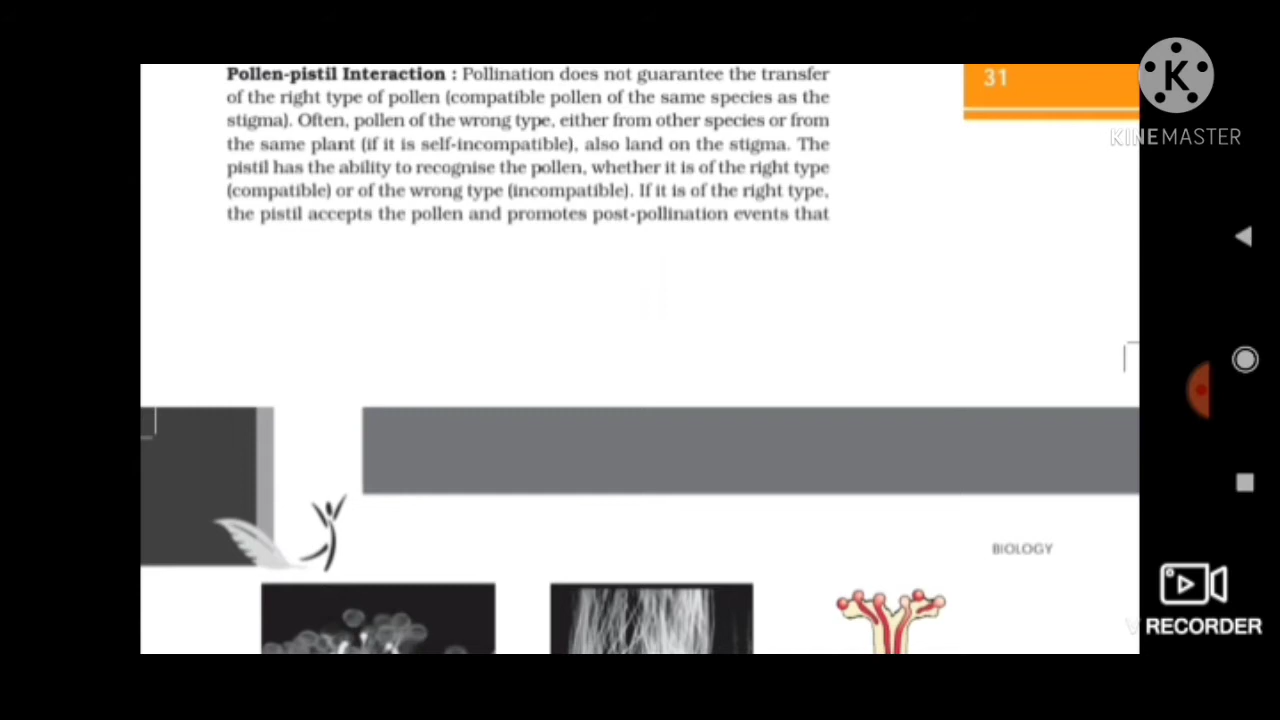 Pollen-pistil Interaction : Pollination does not guarantee the transfer
of the right type of pollen (compatible pollen of the same species as the
stigma). Often, pollen of the wrong type, either from other species or from
the same plant (if it is self-incompatible), also land on the stigma. The
pistil has the ability to recognise the pollen, whether it is of the right type
(compatible) or of the wrong type (incompatible). If it is of the right type,
the pistil accepts the pollen and promotes post-pollination events that
31
K
KINEMASTER
BIOLOGY
V RECORDER